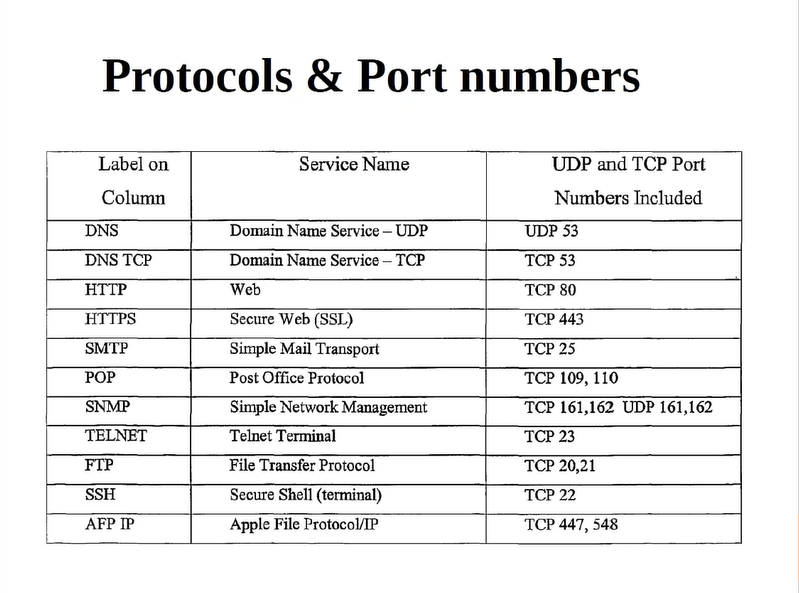 Protocols & Port numbers
Label on Column Service Name UDP and TCP Port Numbers Included
DNS Domain Name Service – UDP UDP 53
DNS TCP Domain Name Service – TCP TCP 53
HTTP Web TCP 80
HTTPS Secure Web (SSL) TCP 443
SMTP Simple Mail Transport TCP 25
POP Post Office Protocol TCP 109, 110
SNMP Simple Network Management TCP 161,162 UDP 161,162
TELNET Telnet Terminal TCP 23
FTP File Transfer Protocol TCP 20,21
SSH Secure Shell (terminal) TCP 22
AFP IP Apple File Protocol/IP TCP 447, 548